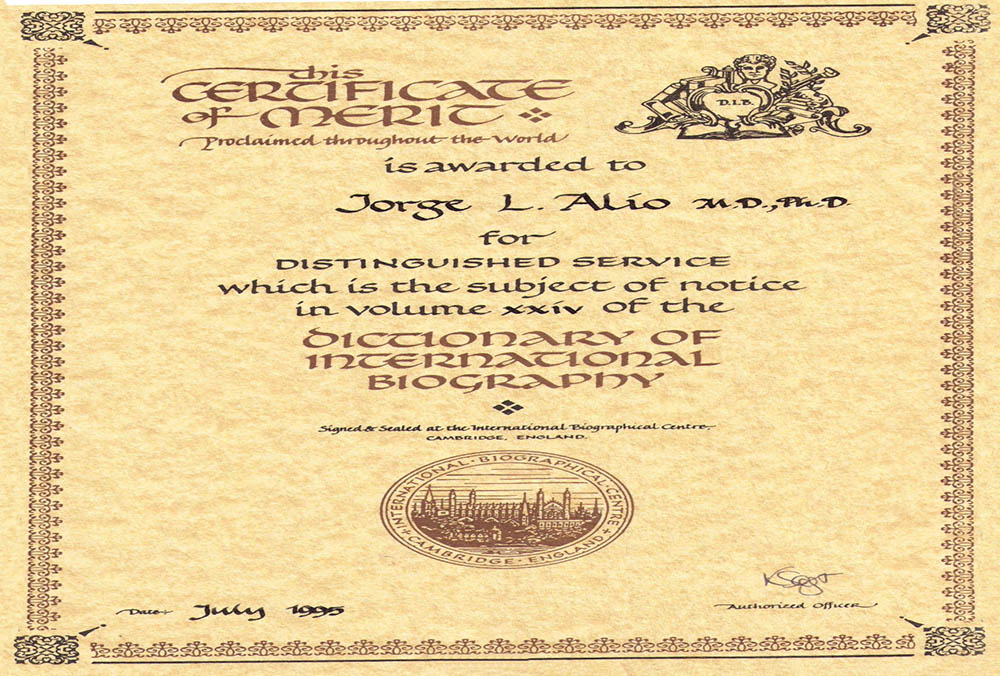 this
CERTIFICATE
of MERIT
Proclaimed throughout the World
D.I.B.
is awarded to
Jorge L. Alio M.D., Ph.D.
for
DISTINGUISHED SERVICE
which is the subject of notice
in volume xxiv of the
DICTIONARY OF
INTERNATIONAL
BIOGRAPHY
Signed & Sealed at the International Biographical Centre,
CAMBRIDGE, ENGLAND.
INTERNATIONAL · BIOGRAPHICAL · CENTRE
CAMBRIDGE · ENGLAND
Date July 1995
Authorized Officer